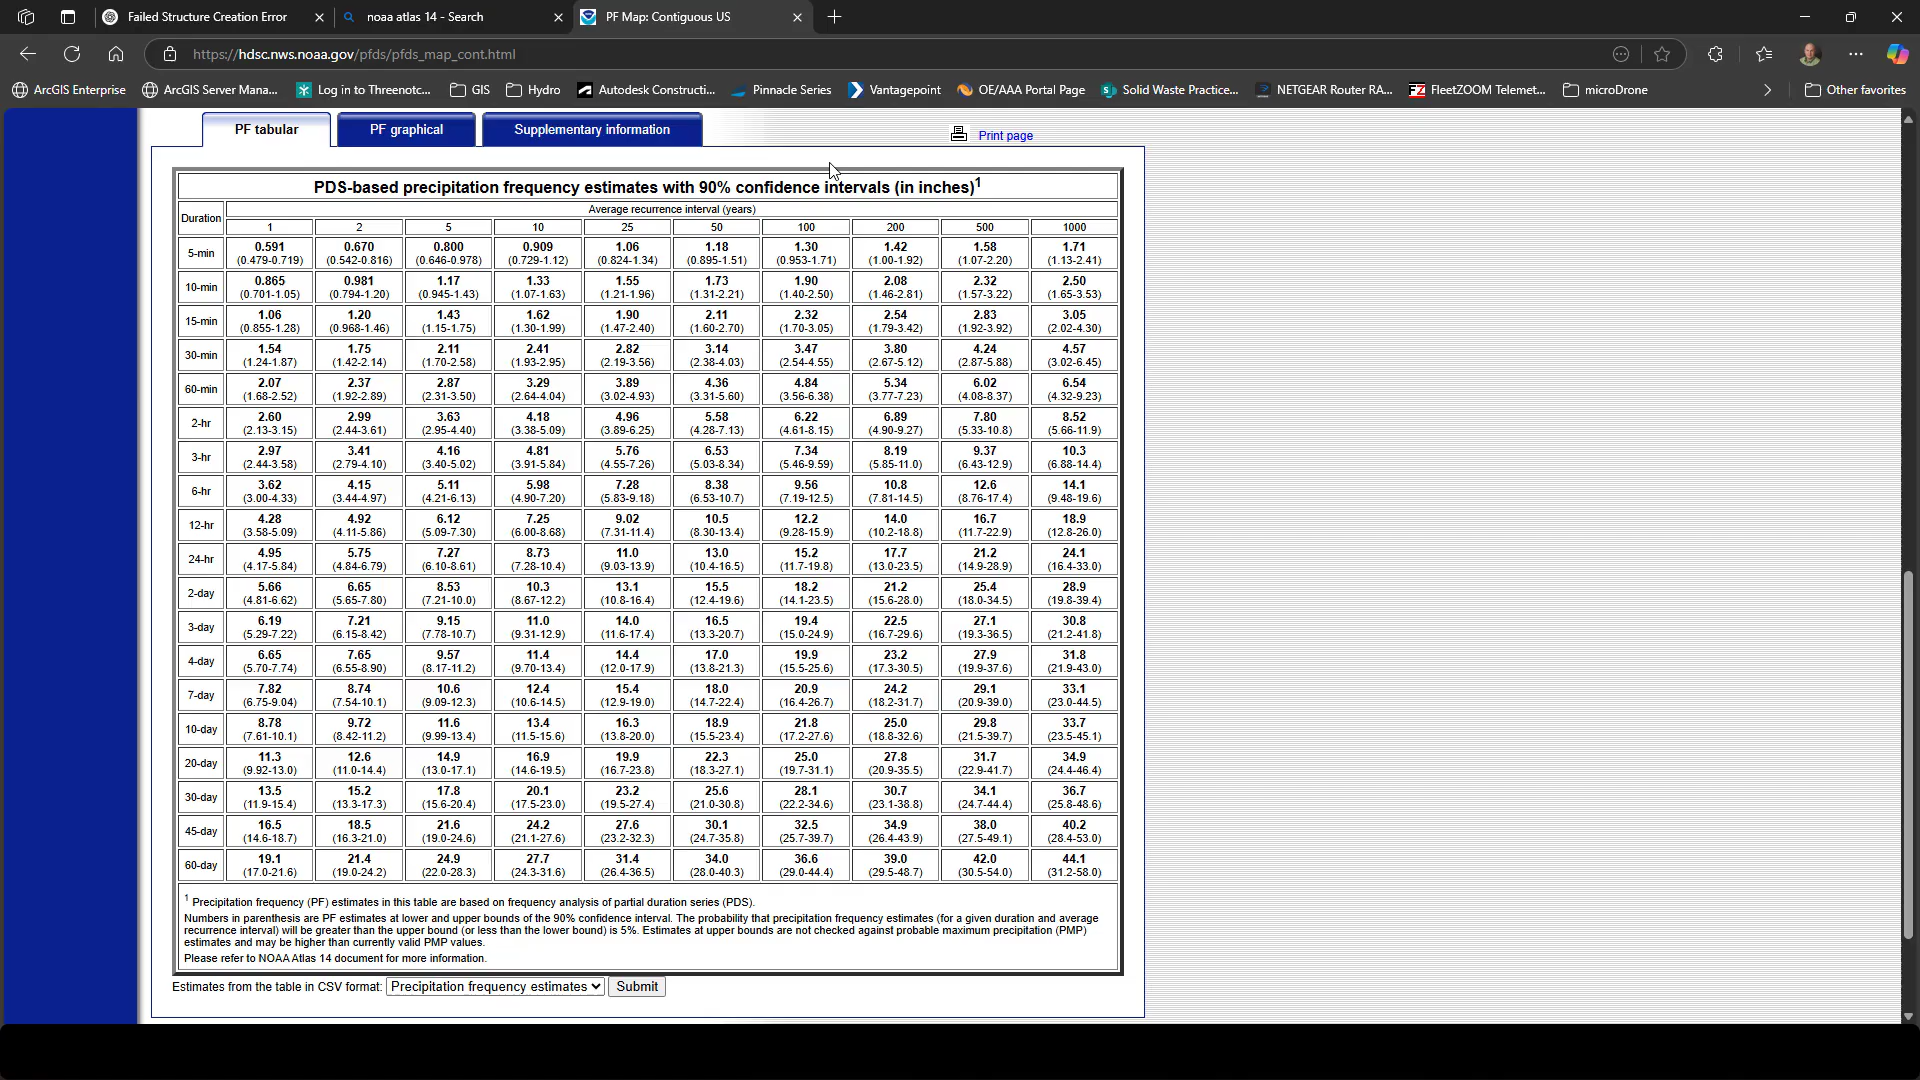 Failed Structure Creation Error
noaa atlas 14 - Search
PF Map: Contiguous US
https://hdsc.nws.noaa.gov/pfds/pfds_map_cont.html
ArcGIS Enterprise
ArcGIS Server Mana...
Log in to Threenotc...
GIS
Hydro
Autodesk Constructi...
Pinnacle Series
Vantagepoint
OE/AAA Portal Page
Solid Waste Practice...
NETGEAR Router RA...
FleetZOOM Telemet...
microDrone
Other favorites
PF tabular
PF graphical
Supplementary information
Print page
PDS-based precipitation frequency estimates with 90% confidence intervals (in inches)1
Duration
Average recurrence interval (years)
1 2 5 10 25 50 100 200 500 1000
5-min
0.591 0.670 0.800 0.909 1.06 1.18 1.30 1.42 1.58 1.71
(0.479-0.719) (0.542-0.816) (0.646-0.978) (0.729-1.12) (0.824-1.34) (0.895-1.51) (0.953-1.71) (1.00-1.92) (1.07-2.20) (1.13-2.41)
10-min
0.865 0.981 1.17 1.33 1.55 1.73 1.90 2.08 2.32 2.50
(0.701-1.05) (0.794-1.20) (0.945-1.43) (1.07-1.63) (1.21-1.96) (1.31-2.21) (1.40-2.50) (1.46-2.81) (1.57-3.22) (1.65-3.53)
15-min
1.06 1.20 1.43 1.62 1.90 2.11 2.32 2.54 2.83 3.05
(0.855-1.28) (0.968-1.46) (1.15-1.75) (1.30-1.99) (1.47-2.40) (1.60-2.70) (1.70-3.05) (1.79-3.42) (1.92-3.92) (2.02-4.30)
30-min
1.54 1.75 2.11 2.41 2.82 3.14 3.47 3.80 4.24 4.57
(1.24-1.87) (1.42-2.14) (1.70-2.58) (1.93-2.95) (2.19-3.56) (2.38-4.03) (2.54-4.55) (2.67-5.12) (2.87-5.88) (3.02-6.45)
60-min
2.07 2.37 2.87 3.29 3.89 4.36 4.84 5.34 6.02 6.54
(1.68-2.52) (1.92-2.89) (2.31-3.50) (2.64-4.04) (3.02-4.93) (3.31-5.60) (3.56-6.38) (3.77-7.23) (4.08-8.37) (4.32-9.23)
2-hr
2.60 2.99 3.63 4.18 4.96 5.58 6.22 6.89 7.80 8.52
(2.13-3.15) (2.44-3.61) (2.95-4.40) (3.38-5.09) (3.89-6.25) (4.28-7.13) (4.61-8.15) (4.90-9.27) (5.33-10.8) (5.66-11.9)
3-hr
2.97 3.41 4.16 4.81 5.76 6.53 7.34 8.19 9.37 10.3
(2.44-3.58) (2.79-4.10) (3.40-5.02) (3.91-5.84) (4.55-7.26) (5.03-8.34) (5.46-9.59) (5.85-11.0) (6.43-12.9) (6.88-14.4)
6-hr
3.62 4.15 5.11 5.98 7.28 8.38 9.56 10.8 12.6 14.1
(3.00-4.33) (3.44-4.97) (4.21-6.13) (4.90-7.20) (5.83-9.18) (6.53-10.7) (7.19-12.5) (7.81-14.5) (8.76-17.4) (9.48-19.6)
12-hr
4.28 4.92 6.12 7.25 9.02 10.5 12.2 14.0 16.7 18.9
(3.58-5.09) (4.11-5.86) (5.09-7.30) (6.00-8.68) (7.31-11.4) (8.30-13.4) (9.28-15.9) (10.2-18.8) (11.7-22.9) (12.8-26.0)
24-hr
4.95 5.75 7.27 8.73 11.0 13.0 15.2 17.7 21.2 24.1
(4.17-5.84) (4.84-6.79) (6.10-8.61) (7.28-10.4) (9.03-13.9) (10.4-16.5) (11.7-19.8) (13.0-23.5) (14.9-28.9) (16.4-33.0)
2-day
5.66 6.65 8.53 10.3 13.1 15.5 18.2 21.2 25.4 28.9
(4.81-6.62) (5.65-7.80) (7.21-10.0) (8.67-12.2) (10.8-16.4) (12.4-19.6) (14.1-23.5) (15.6-28.0) (18.0-34.5) (19.8-39.4)
3-day
6.19 7.21 9.15 11.0 14.0 16.5 19.4 22.5 27.1 30.8
(5.29-7.22) (6.15-8.42) (7.78-10.7) (9.31-12.9) (11.6-17.4) (13.3-20.7) (15.0-24.9) (16.7-29.6) (19.3-36.5) (21.2-41.8)
4-day
6.65 7.65 9.57 11.4 14.4 17.0 19.9 23.2 27.9 31.8
(5.70-7.74) (6.55-8.90) (8.17-11.2) (9.70-13.4) (12.0-17.9) (13.8-21.3) (15.5-25.6) (17.3-30.5) (19.9-37.6) (21.9-43.0)
7-day
7.82 8.74 10.6 12.4 15.4 18.0 20.9 24.2 29.1 33.1
(6.75-9.04) (7.54-10.1) (9.09-12.3) (10.6-14.5) (12.9-19.0) (14.7-22.4) (16.4-26.7) (18.2-31.7) (20.9-39.0) (23.0-44.5)
10-day
8.78 9.72 11.6 13.4 16.3 18.9 21.8 25.0 29.8 33.7
(7.61-10.1) (8.42-11.2) (9.99-13.4) (11.5-15.6) (13.8-20.0) (15.5-23.4) (17.2-27.6) (18.8-32.6) (21.5-39.7) (23.5-45.1)
20-day
11.3 12.6 14.9 16.9 19.9 22.3 25.0 27.8 31.7 34.9
(9.92-13.0) (11.0-14.4) (13.0-17.1) (14.6-19.5) (16.7-23.8) (18.3-27.1) (19.7-31.1) (20.9-35.5) (22.9-41.7) (24.4-46.4)
30-day
13.5 15.2 17.8 20.1 23.2 25.6 28.1 30.7 34.1 36.7
(11.9-15.4) (13.3-17.3) (15.6-20.4) (17.5-23.0) (19.5-27.4) (21.0-30.8) (22.2-34.6) (23.1-38.8) (24.7-44.4) (25.8-48.6)
45-day
16.5 18.5 21.6 24.2 27.6 30.1 32.5 34.9 38.0 40.2
(14.6-18.7) (16.3-21.0) (19.0-24.6) (21.1-27.6) (23.2-32.3) (24.7-35.8) (25.7-39.7) (26.4-43.9) (27.5-49.1) (28.4-53.0)
60-day
19.1 21.4 24.9 27.7 31.4 34.0 36.6 39.0 42.0 44.1
(17.0-21.6) (19.0-24.2) (22.0-28.3) (24.3-31.6) (26.4-36.5) (28.0-40.3) (29.0-44.4) (29.5-48.7) (30.5-54.0) (31.2-58.0)
1 Precipitation frequency (PF) estimates in this table are based on frequency analysis of partial duration series (PDS).
Numbers in parenthesis are PF estimates at lower and upper bounds of the 90% confidence interval. The probability that precipitation frequency estimates (for a given duration and average
recurrence interval) will be greater than the upper bound (or less than the lower bound) is 5%. Estimates at upper bounds are not checked against probable maximum precipitation (PMP)
estimates and may be higher than currently valid PMP values.
Please refer to NOAA Atlas 14 document for more information.
Estimates from the table in CSV format: Precipitation frequency estimates Submit